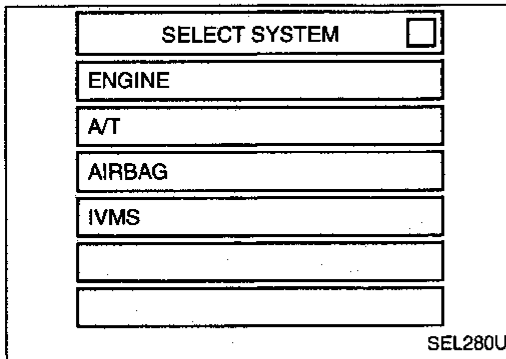 SELECT SYSTEM
ENGINE
A/T
AIRBAG
IVMS
SEL280U